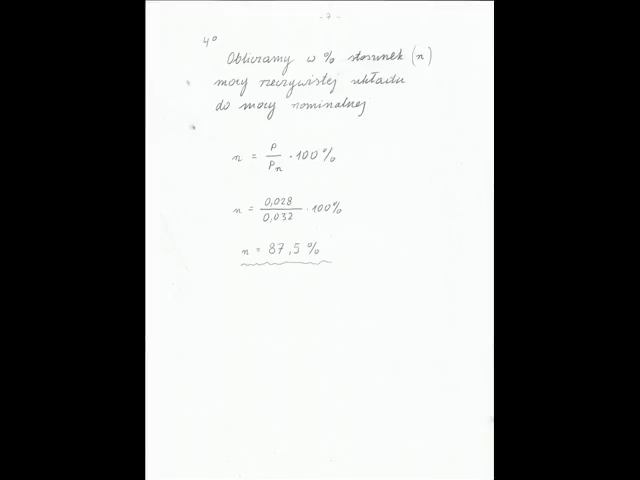 - 7 -
4°
Obliczamy w % stosunek (n)
mocy rzeczywistej układu
do mocy nominalnej
n = P / Pn · 100%
n = 0,028 / 0,032 · 100%
n = 87,5 %